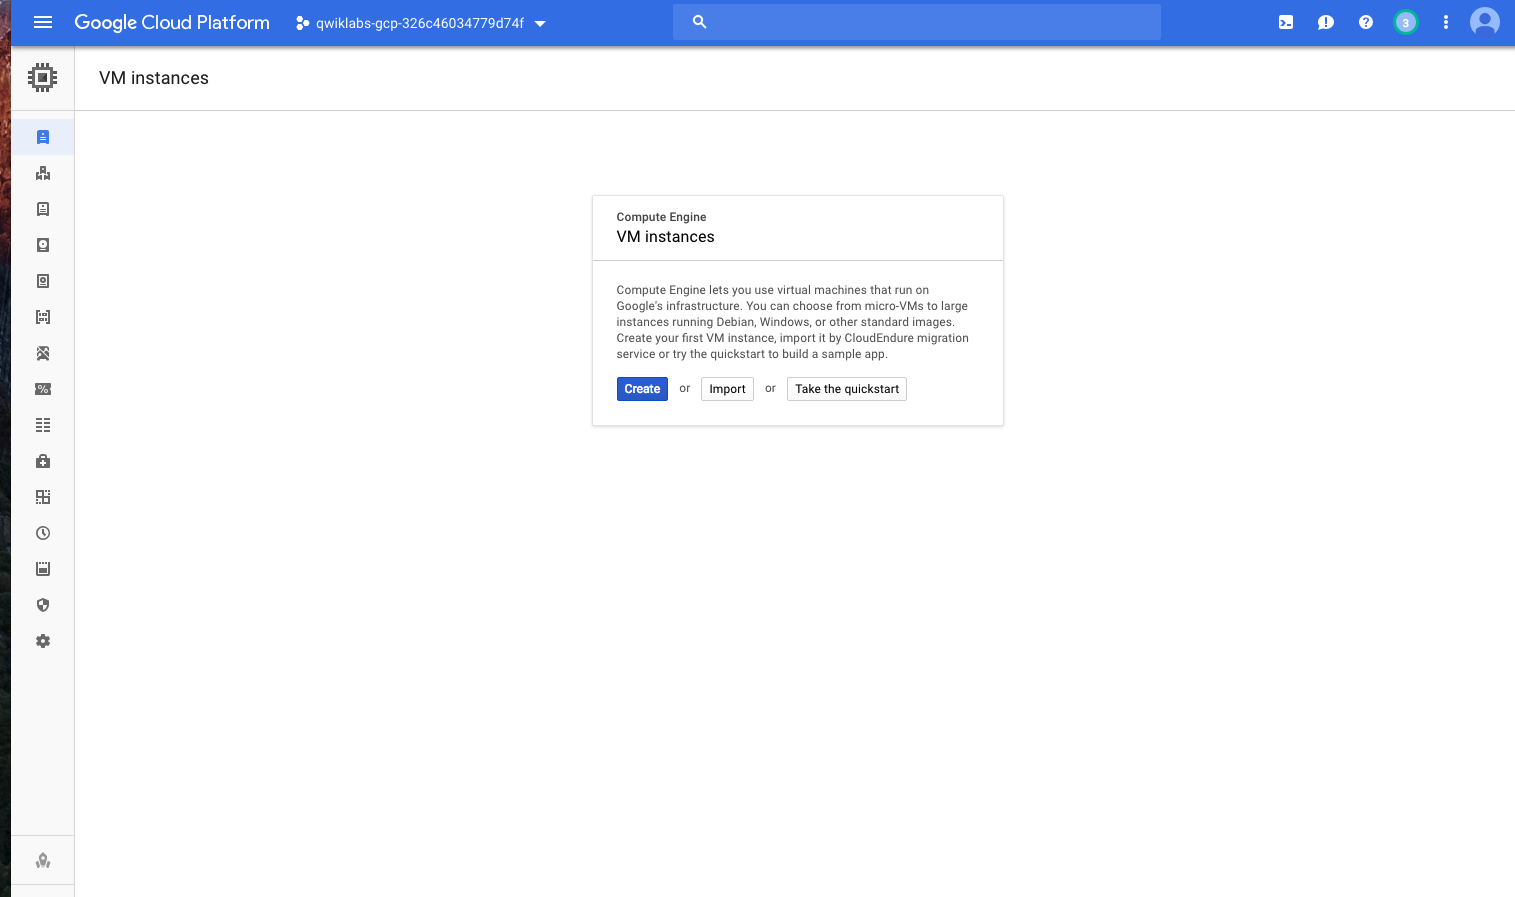 Google Cloud Platform
qwiklabs-gcp-326c46034779d74f
3
VM instances
Compute Engine
VM instances
Compute Engine lets you use virtual machines that run on
Google's infrastructure. You can choose from micro-VMs to large
instances running Debian, Windows, or other standard images.
Create your first VM instance, import it by CloudEndure migration
service or try the quickstart to build a sample app.
Create or Import or Take the quickstart